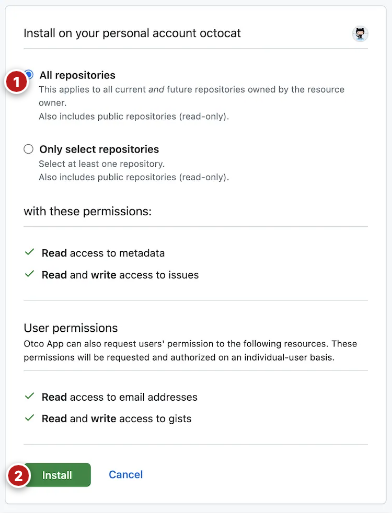 Install on your personal account octocat
1
All repositories
This applies to all current and future repositories owned by the resource
owner.
Also includes public repositories (read-only).
Only select repositories
Select at least one repository.
Also includes public repositories (read-only).
with these permissions:
Read access to metadata
Read and write access to issues
User permissions
Otco App can also request users' permission to the following resources. These
permissions will be requested and authorized on an individual-user basis.
Read access to email addresses
Read and write access to gists
2
Install Cancel